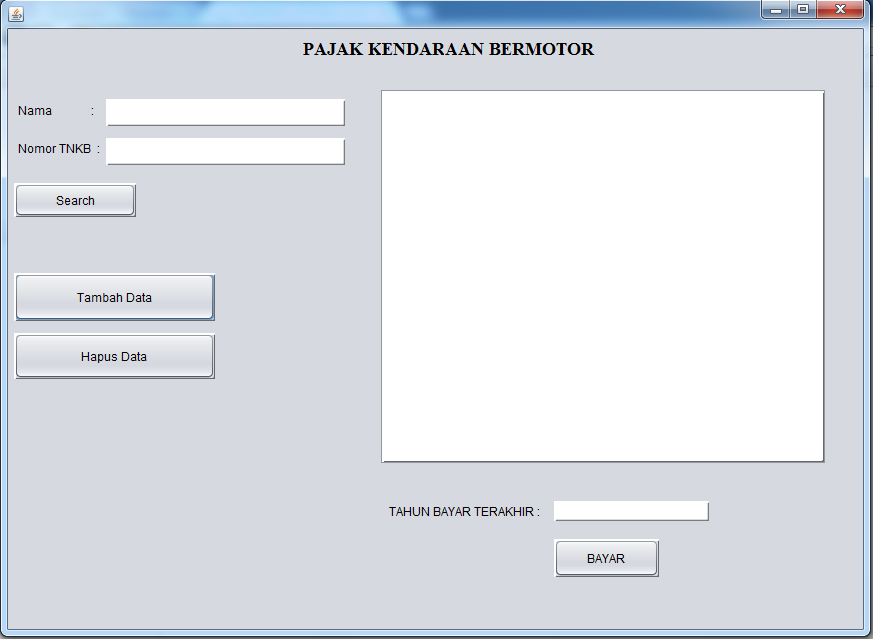 PAJAK KENDARAAN BERMOTOR
Nama :
Nomor TNKB :
Search
Tambah Data
Hapus Data
TAHUN BAYAR TERAKHIR :
BAYAR